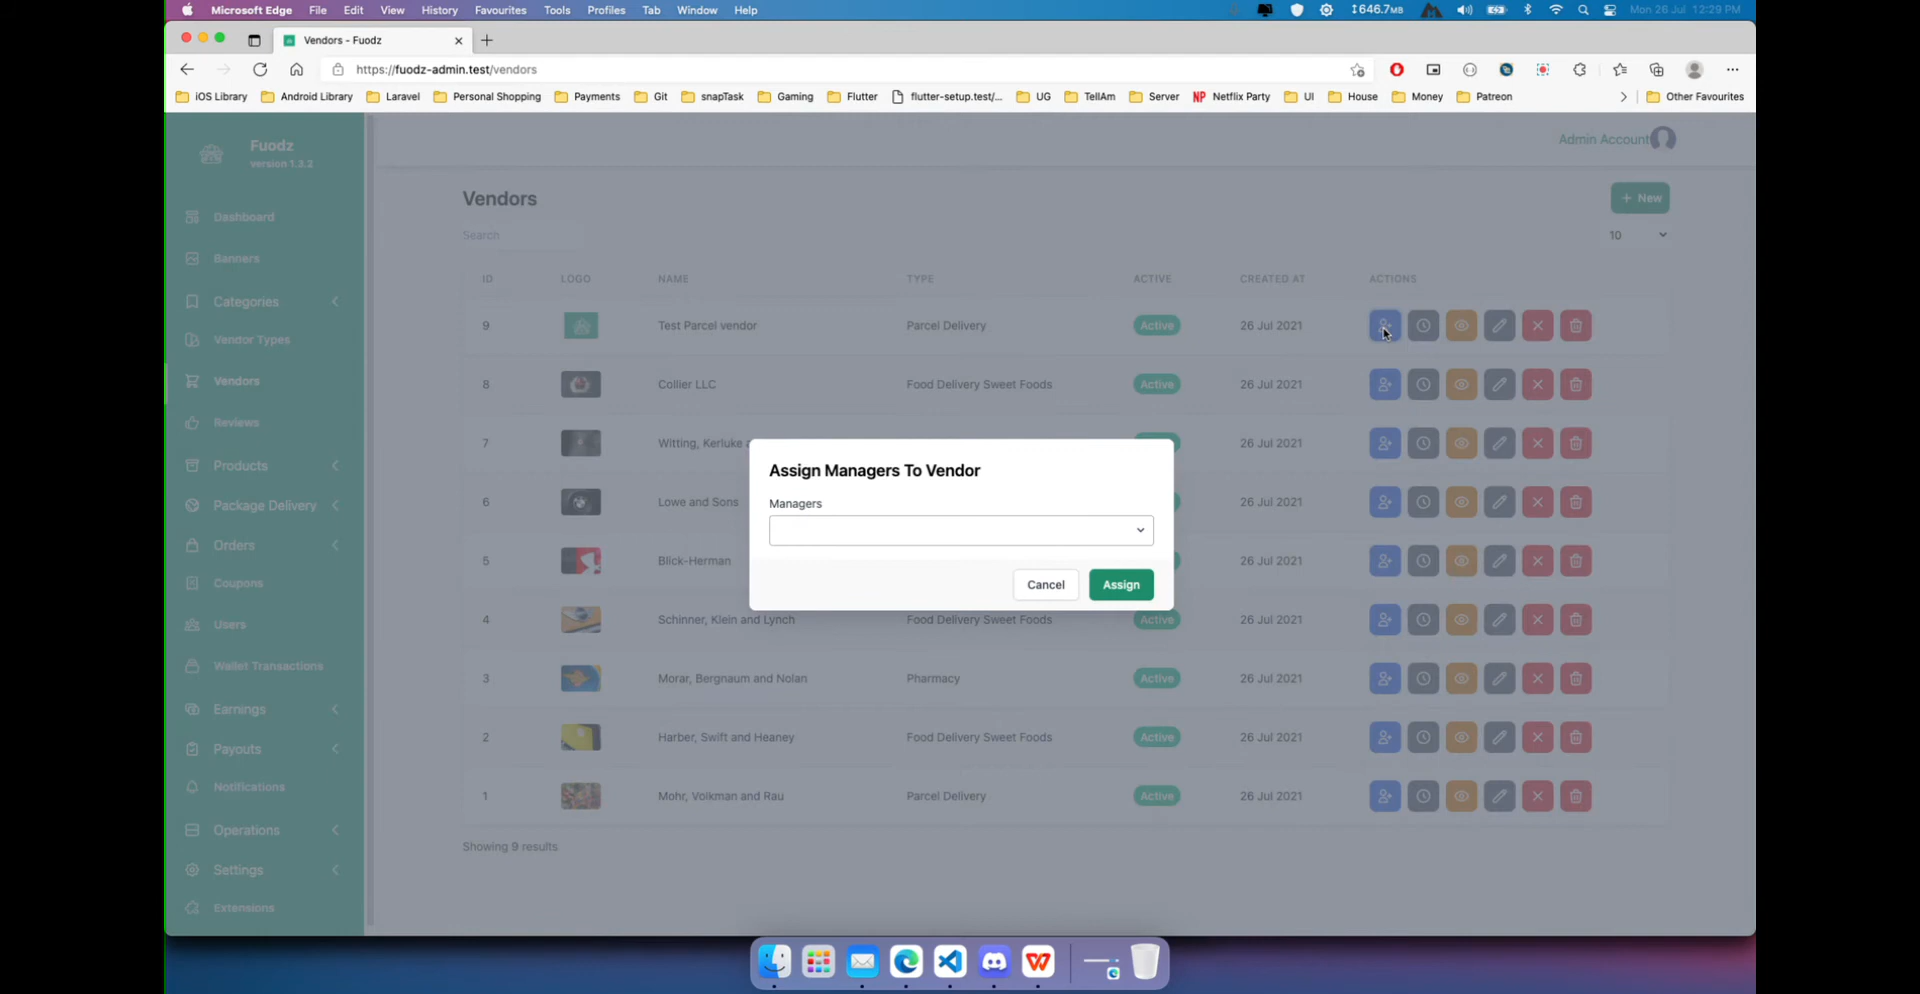 Microsoft Edge File Edit View History Favourites Tools Profiles Tab Window Help 646.7MB Mon 26 Jul 12:29 PM
Vendors - Fuodz
https://fuodz-admin.test/vendors
iOS Library Android Library Laravel Personal Shopping Payments Git snapTask Gaming Flutter flutter-setup.test/... UG TellAm Server NP Netflix Party UI House Money Patreon Other Favourites
Fuodz
version 1.3.2
Admin Account
Dashboard
Banners
Categories
Vendor Types
Vendors
Reviews
Products
Package Delivery
Orders
Coupons
Users
Wallet Transactions
Earnings
Payouts
Notifications
Operations
Settings
Extensions
Vendors
+ New
Search
10
ID LOGO NAME TYPE ACTIVE CREATED AT ACTIONS
9 Test Parcel vendor Parcel Delivery Active 26 Jul 2021
8 Collier LLC Food Delivery Sweet Foods Active 26 Jul 2021
7 Witting, Kerluke 26 Jul 2021
6 Lowe and Sons 26 Jul 2021
5 Blick-Herman 26 Jul 2021
4 Schinner, Klein and Lynch Food Delivery Sweet Foods Active 26 Jul 2021
3 Morar, Bergnaum and Nolan Pharmacy Active 26 Jul 2021
2 Harber, Swift and Heaney Food Delivery Sweet Foods Active 26 Jul 2021
1 Mohr, Volkman and Rau Parcel Delivery Active 26 Jul 2021
Showing 9 results
Assign Managers To Vendor
Managers
Cancel Assign